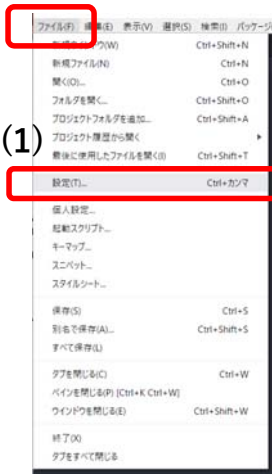 ファイル(F) 編集(E) 表示(V) 選択(S) 検索(I) パッケージ
新規ウインドウ(W) Ctrl+Shift+N
新規ファイル(N) Ctrl+N
開く(O)... Ctrl+O
フォルダを開く... Ctrl+Shift+O
プロジェクトフォルダを追加... Ctrl+Shift+A
(1)
プロジェクト履歴から開く
最後に使用したファイルを開く(I) Ctrl+Shift+T
設定(T)... Ctrl+カンマ
個人設定...
起動スクリプト...
キーマップ...
スニペット...
スタイルシート...
保存(S) Ctrl+S
別名で保存(A)... Ctrl+Shift+S
すべて保存(L)
タブを閉じる(C) Ctrl+W
ペインを閉じる(P) [Ctrl+K Ctrl+W]
ウインドウを閉じる(E) Ctrl+Shift+W
終了(X)
タブをすべて閉じる